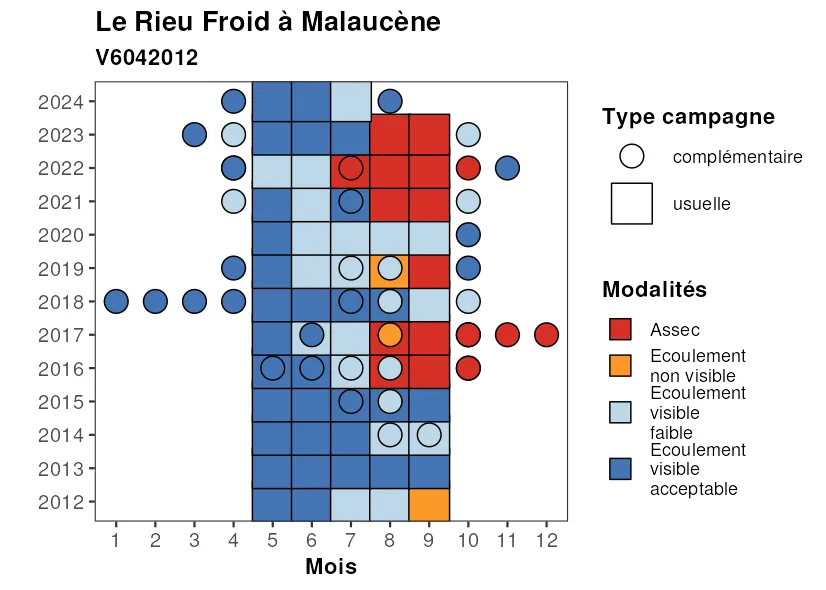 Le Rieu Froid à Malaucène
V6042012
2024
2023
2022
2021
2020
2019
2018
2017
2016
2015
2014
2013
2012
1 2 3 4 5 6 7 8 9 10 11 12
Mois
Type campagne
complémentaire
usuelle
Modalités
Assec
Ecoulement
non visible
Ecoulement
visible
faible
Ecoulement
visible
acceptable